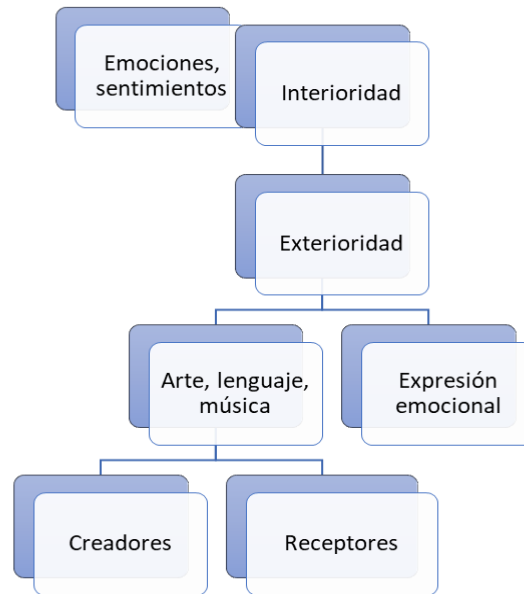 Emociones,
sentimientos
Interioridad
Exterioridad
Arte, lenguaje,
música
Expresión
emocional
Creadores
Receptores